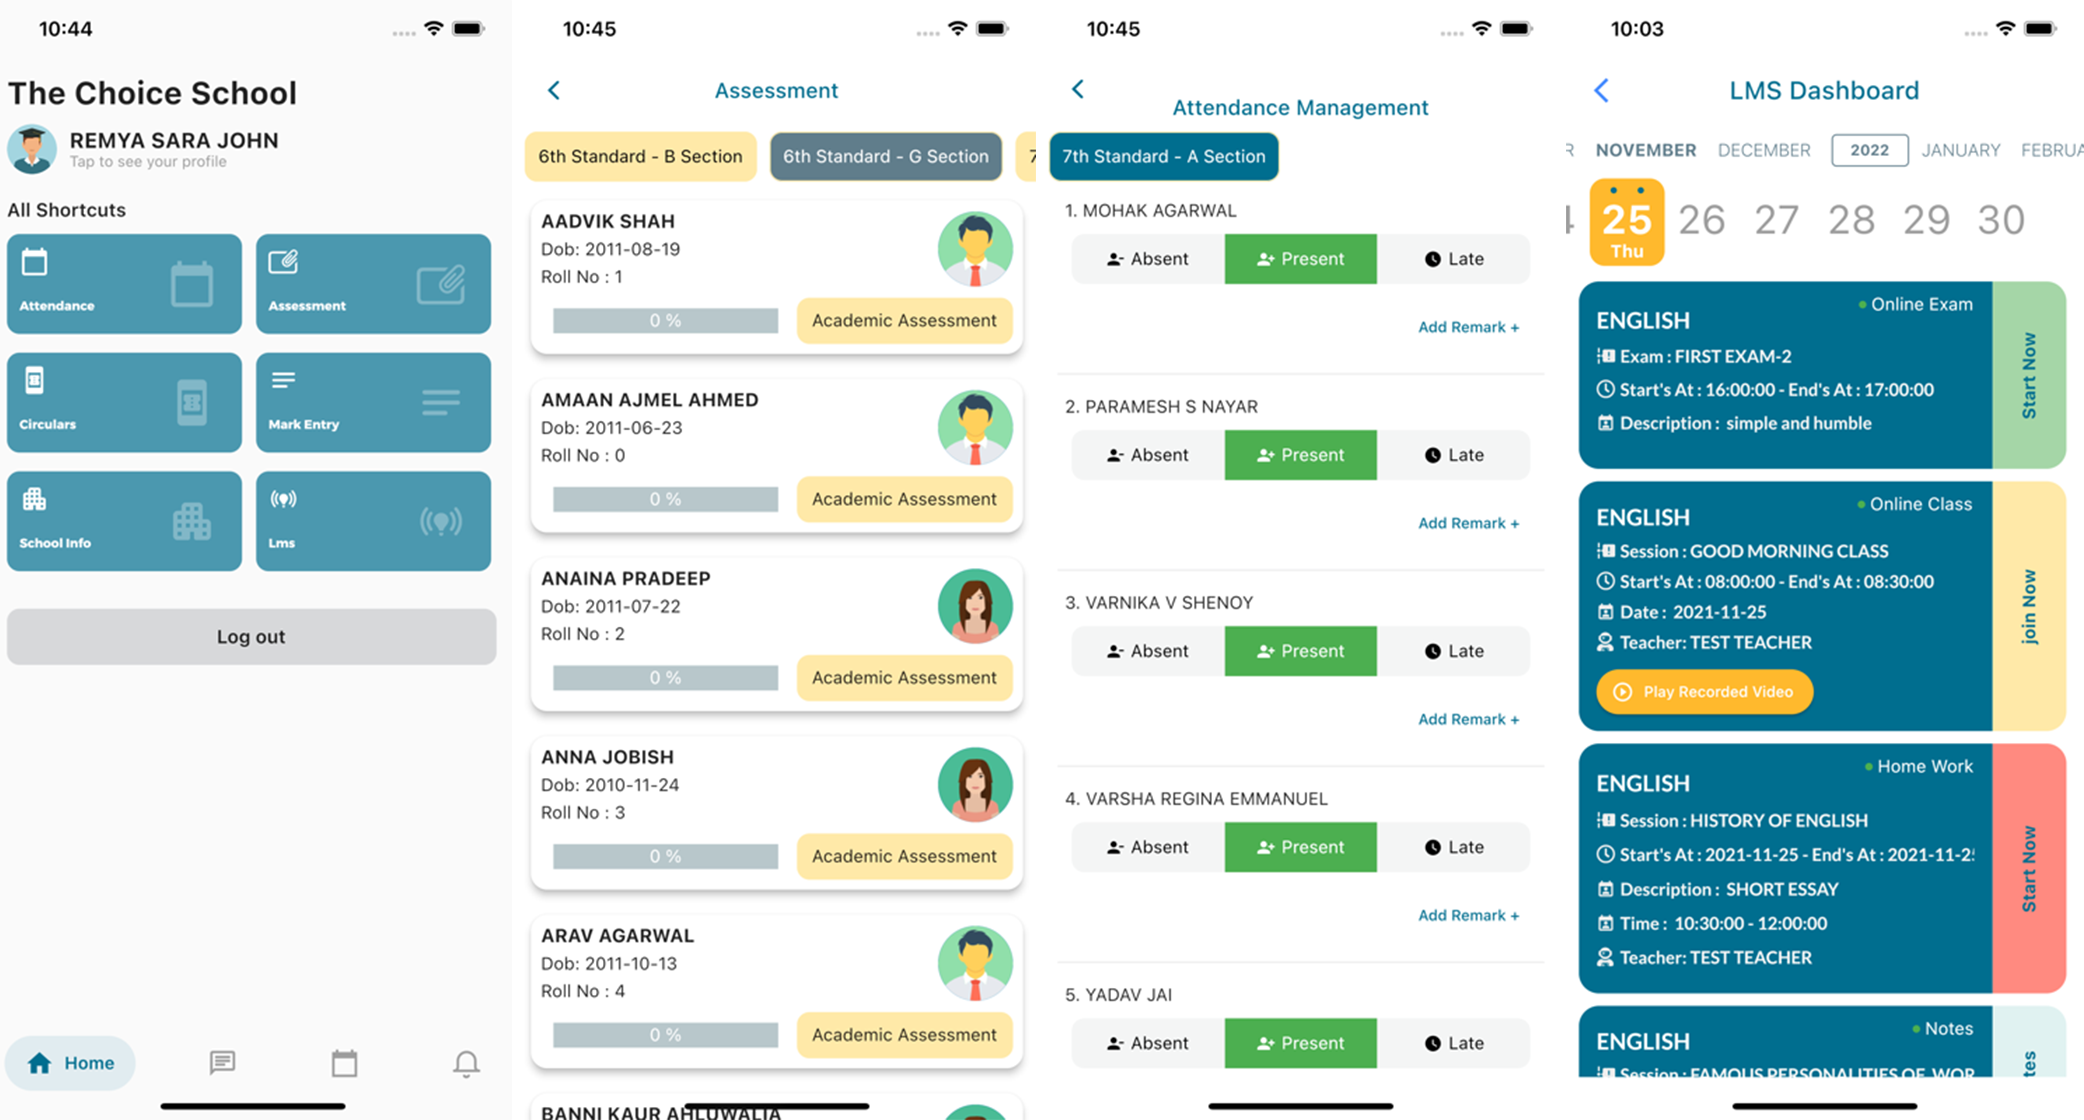 10:44
The Choice School
REMYA SARA JOHN
Tap to see your profile
All Shortcuts
Attendance
Assessment
Circulars
Mark Entry
School Info
Lms
Log out
Home
10:45
Assessment
6th Standard - B Section
6th Standard - G Section
7
AADVIK SHAH
Dob: 2011-08-19
Roll No : 1
0 %
Academic Assessment
AMAAN AJMEL AHMED
Dob: 2011-06-23
Roll No : 0
0 %
Academic Assessment
ANAINA PRADEEP
Dob: 2011-07-22
Roll No : 2
0 %
Academic Assessment
ANNA JOBISH
Dob: 2010-11-24
Roll No : 3
0 %
Academic Assessment
ARAV AGARWAL
Dob: 2011-10-13
Roll No : 4
0 %
Academic Assessment
BANNI KAUR AHLUWALIA
10:45
Attendance Management
7th Standard - A Section
1. MOHAK AGARWAL
Absent Present Late
Add Remark +
2. PARAMESH S NAYAR
Absent Present Late
Add Remark +
3. VARNIKA V SHENOY
Absent Present Late
Add Remark +
4. VARSHA REGINA EMMANUEL
Absent Present Late
Add Remark +
5. YADAV JAI
Absent Present Late
10:03
LMS Dashboard
R NOVEMBER DECEMBER 2022 JANUARY FEBRUA
4 25 26 27 28 29 30
Thu
Online Exam
ENGLISH
Exam : FIRST EXAM-2
Start's At : 16:00:00 - End's At : 17:00:00
Description : simple and humble
Start Now
Online Class
ENGLISH
Session : GOOD MORNING CLASS
Start's At : 08:00:00 - End's At : 08:30:00
Date : 2021-11-25
Teacher: TEST TEACHER
Play Recorded Video
join Now
Home Work
ENGLISH
Session : HISTORY OF ENGLISH
Start's At : 2021-11-25 - End's At : 2021-11-25
Description : SHORT ESSAY
Time : 10:30:00 - 12:00:00
Teacher: TEST TEACHER
Start Now
Notes
ENGLISH
Session : FAMOUS PERSONALITIES OF WOR
tes